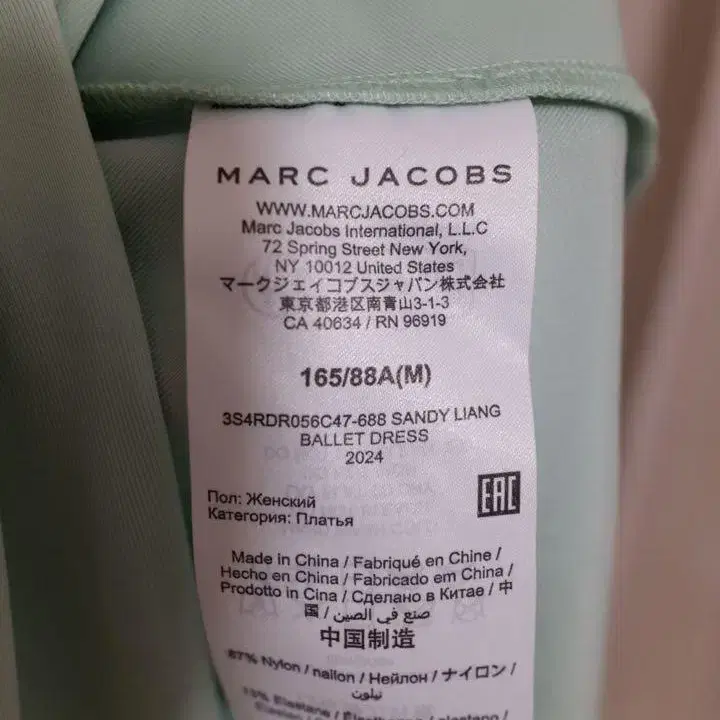 MARC JACOBS
WWW.MARCJACOBS.COM
Marc Jacobs International, L.L.C
72 Spring Street New York,
NY 10012 United States
マークジェイコブスジャパン株式会社
東京都港区南青山3-1-3
CA 40634 / RN 96919
165/88A(M)
3S4RDR056C47-688 SANDY LIANG
BALLET DRESS
2024
EAC
Пол: Женский
Категория: Платья
Made in China / Fabriqué en Chine /
Hecho en China / Fabricado em China /
Prodotto in Cina / Сделано в Китае / 中
国 / صنع في الصين
中国制造
87% Nylon / nailon / Нейлон / ナイロン /
نيلون
13% Elastane /